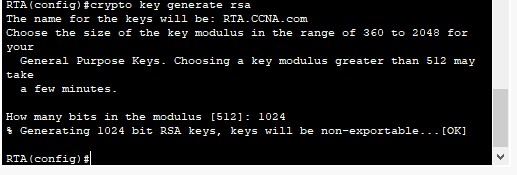 RTA(config)#crypto key generate rsa
The name for the keys will be: RTA.CCNA.com
Choose the size of the key modulus in the range of 360 to 2048 for
your
  General Purpose Keys. Choosing a key modulus greater than 512 may
take
  a few minutes.

How many bits in the modulus [512]: 1024
% Generating 1024 bit RSA keys, keys will be non-exportable...[OK]

RTA(config)#